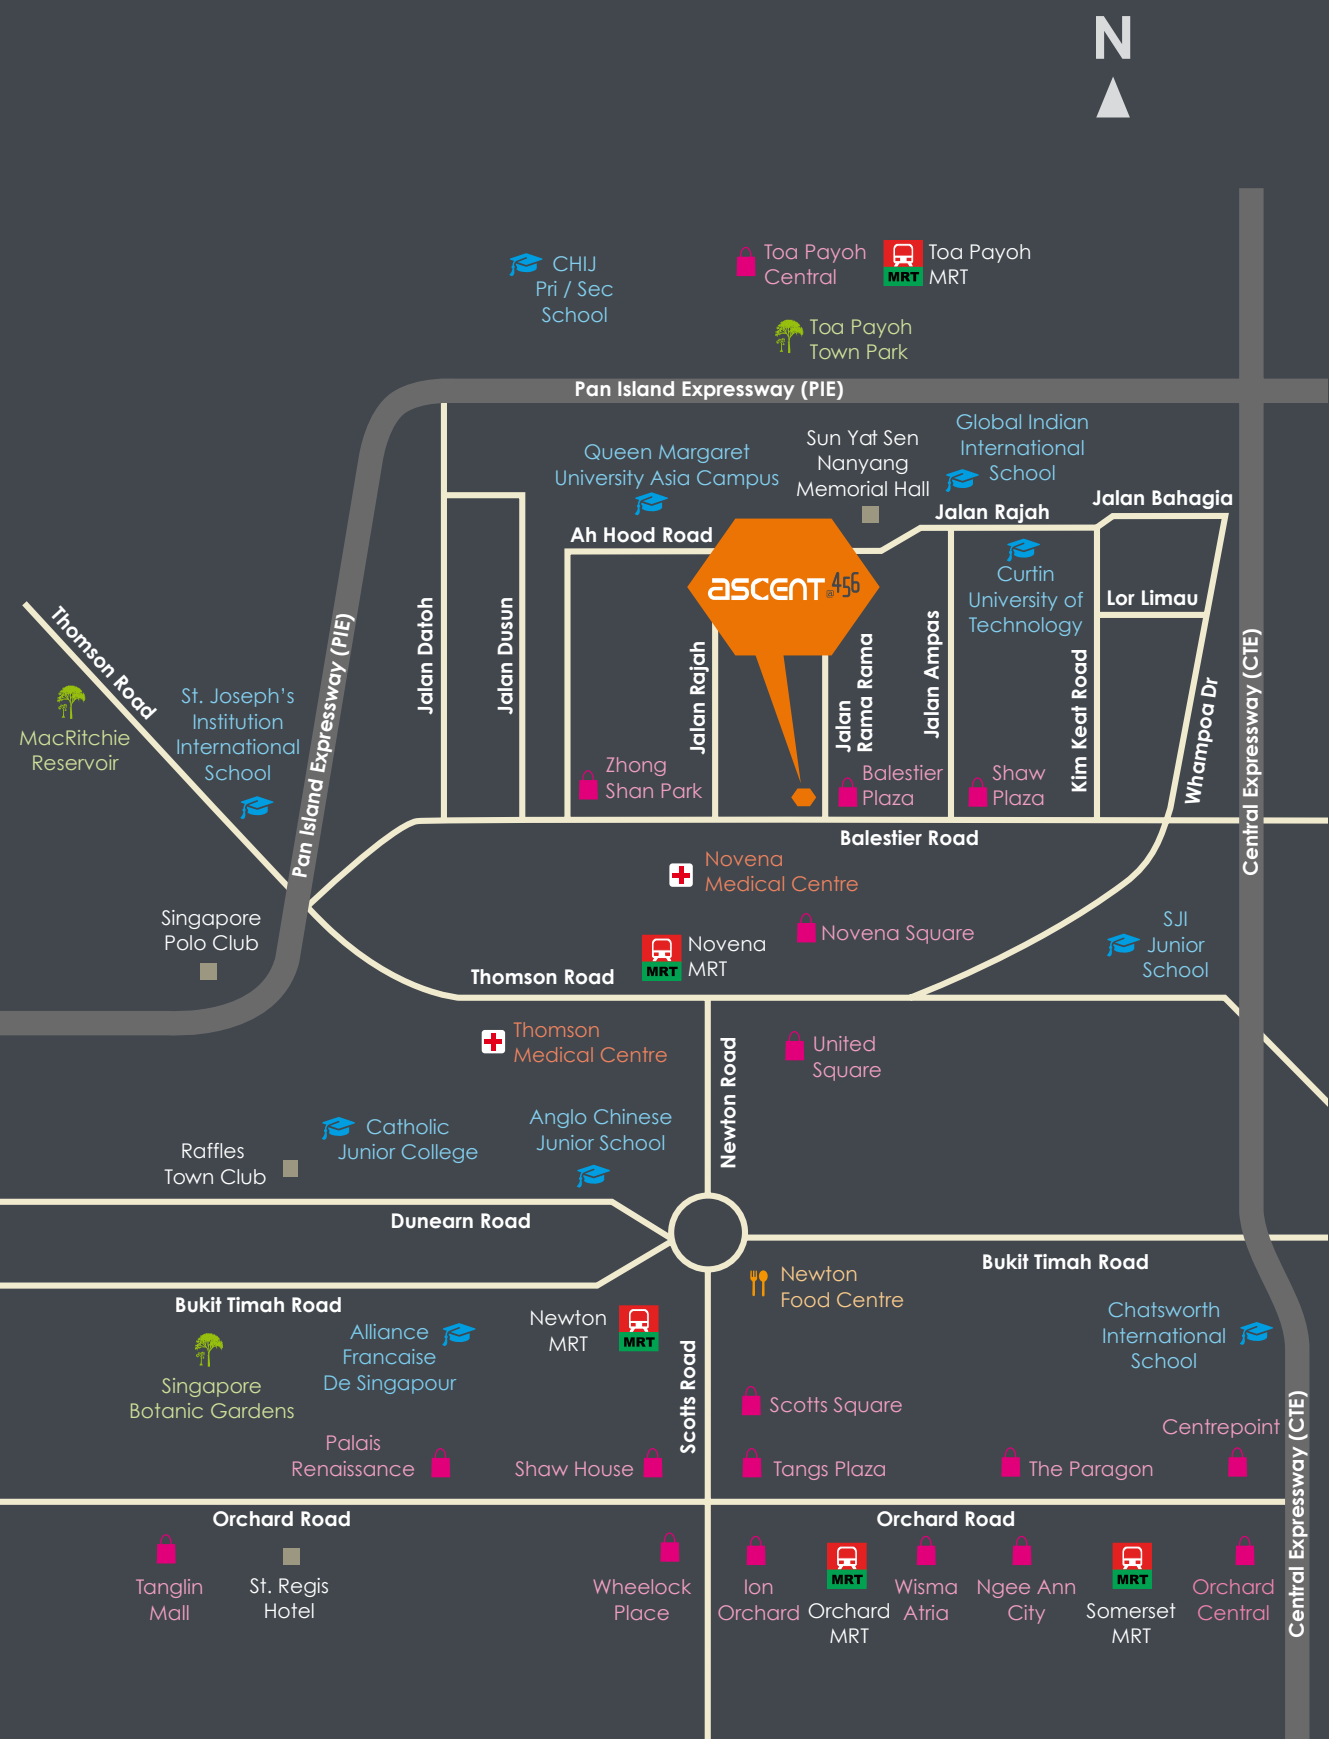 N
CHIJ
Pri / Sec
School
Toa Payoh
Central
MRT
Toa Payoh
MRT
Toa Payoh
Town Park
Pan Island Expressway (PIE)
Queen Margaret
University Asia Campus
Sun Yat Sen
Nanyang
Memorial Hall
Global Indian
International
School
Jalan Bahagia
Jalan Rajah
Ah Hood Road
ascent @456
Curtin
University of
Technology
Lor Limau
Thomson Road
Pan Island Expressway (PIE)
Jalan Datoh
Jalan Dusun
Jalan Rajah
Jalan
Rama Rama
Jalan Ampas
Kim Keat Road
Whampoa Dr
Central Expressway (CTE)
MacRitchie
Reservoir
St. Joseph's
Institution
International
School
Zhong
Shan Park
Balestier
Plaza
Shaw
Plaza
Balestier Road
Novena
Medical Centre
Singapore
Polo Club
Novena Square
SJI
Junior
School
MRT
Novena
MRT
Thomson Road
Thomson
Medical Centre
United
Square
Newton Road
Catholic
Junior College
Anglo Chinese
Junior School
Raffles
Town Club
Dunearn Road
Bukit Timah Road
Newton
Food Centre
Bukit Timah Road
Newton
MRT
MRT
Alliance
Francaise
De Singapour
Chatsworth
International
School
Singapore
Botanic Gardens
Scotts Road
Scotts Square
Central Expressway (CTE)
Palais
Renaissance
Shaw House
Tangs Plaza
The Paragon
Centrepoint
Orchard Road
Orchard Road
Tanglin
Mall
St. Regis
Hotel
Wheelock
Place
Ion
Orchard
MRT
Orchard
MRT
Wisma
Atria
Ngee Ann
City
MRT
Somerset
MRT
Orchard
Central